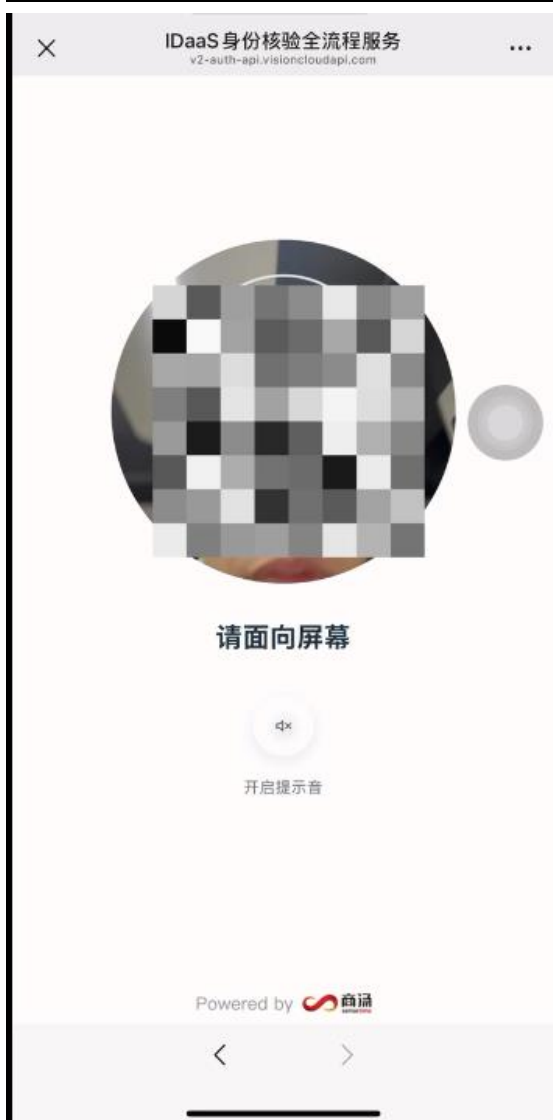 IDaaS身份核验全流程服务
v2-auth-api.visioncloudapi.com
请面向屏幕
开启提示音
Powered by 商汤
sensetime